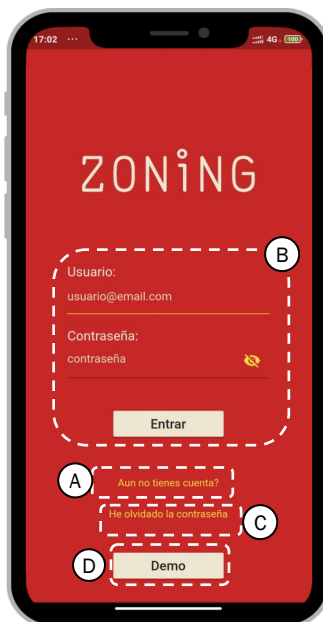 17:02 ... 4G 100
ZONiNG
B
Usuario:
usuario@email.com
Contraseña:
contraseña
Entrar
A
Aun no tienes cuenta?
He olvidado la contraseña
C
D
Demo